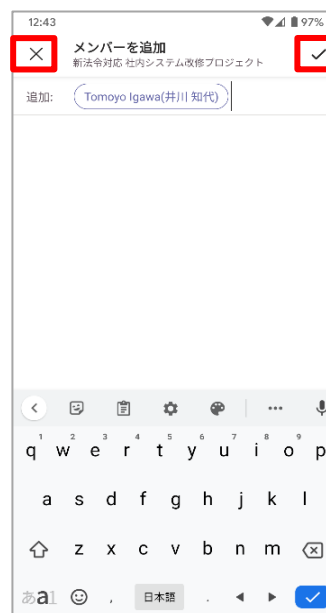 12:43 97%
メンバーを追加
新法令対応 社内システム改修プロジェクト
追加: Tomoyo Igawa(井川 知代)
1 2 3 4 5 6 7 8 9 0
q w e r t y u i o p
a s d f g h j k l
z x c v b n m
あa1 , 日本語 .